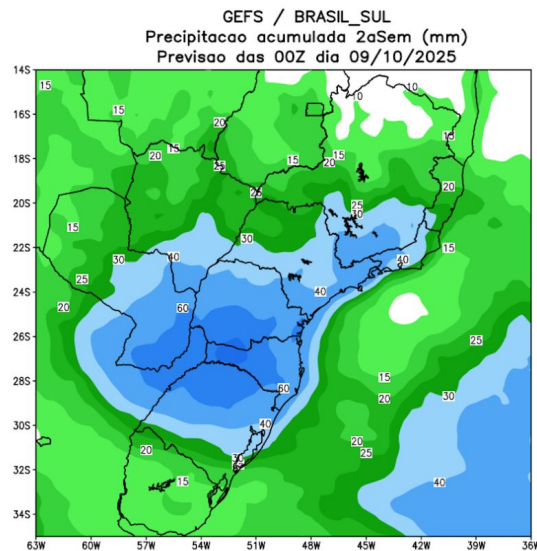 GEFS / BRASIL_SUL
Precipitacao acumulada 2aSem (mm)
Previsao das 00Z dia 09/10/2025
14S
15 10 10
15 20
16S
15
20 15
18S 15 15
20 25 20
25 20
20S
25 25
15 30
22S 30 15
40 40
30
25 40
24S
20 60
26S 25
28S 15
60 20 30
30S 40 20
20 30 25
32S
15 40
34S
63W 60W 57W 54W 51W 48W 45W 42W 39W 36W